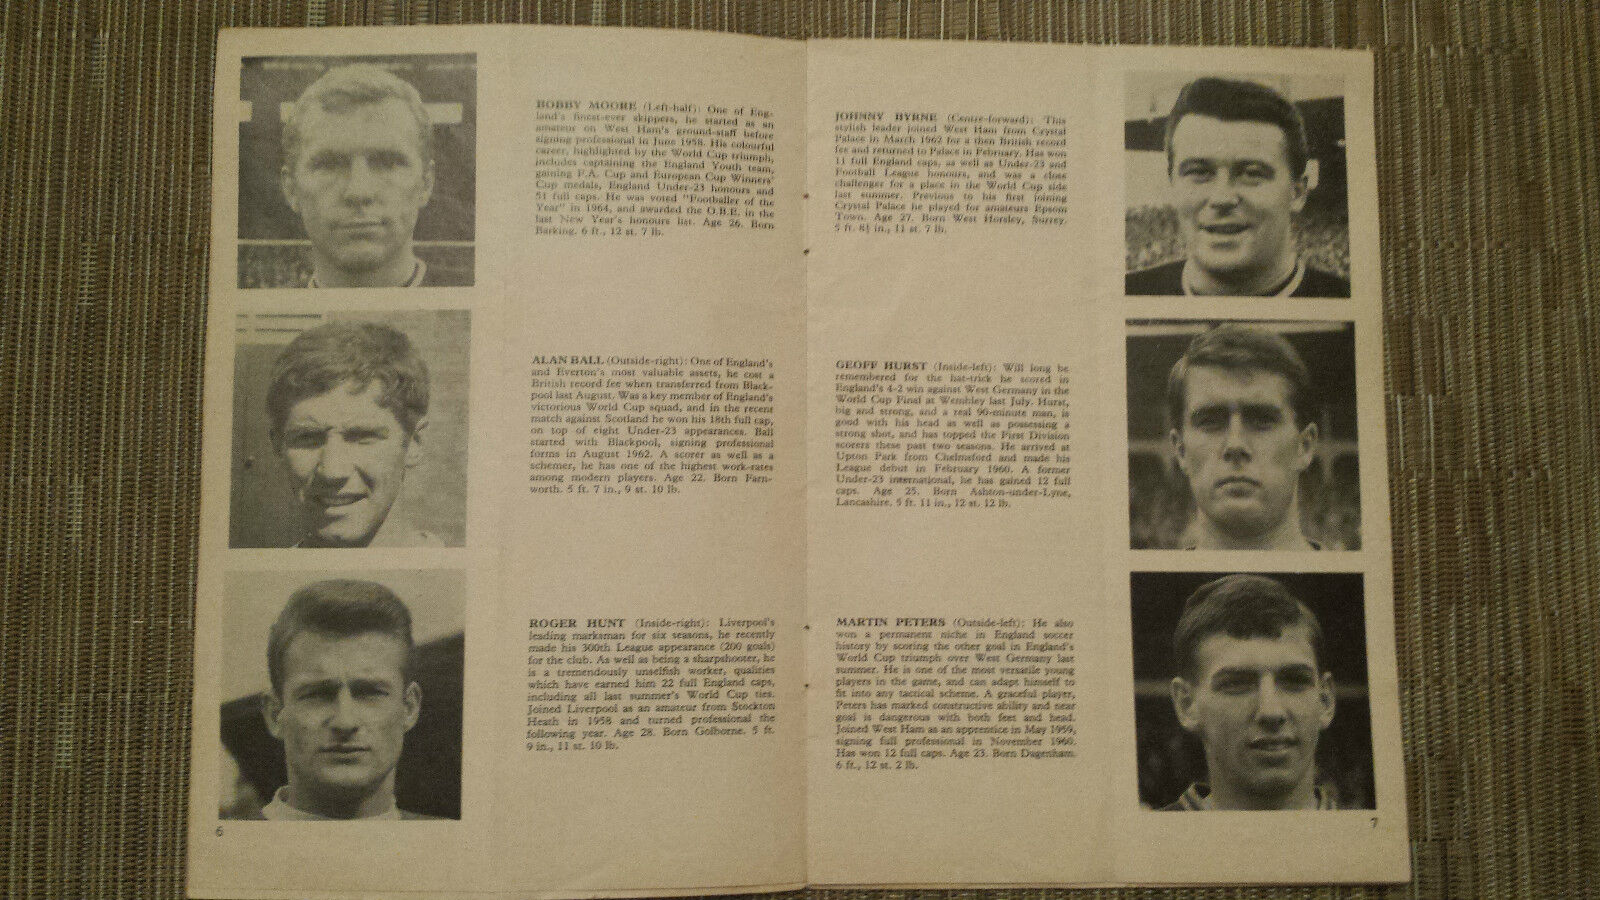 BOBBY MOORE (Left-half): One of Eng-
land's finest-ever skippers, he started as an
amateur on West Ham's ground-staff before
signing professional in June 1958. His colourful
career, highlighted by the World Cup triumph,
includes captaining the England Youth team,
gaining F.A. Cup and European Cup Winners'
Cup medals, England Under-23 honours and
51 full caps. He was voted "Footballer of the
Year" in 1964, and awarded the O.B.E. in the
last New Year's honours list. Age 26. Born
Barking. 6 ft., 12 st. 7 lb.
ALAN BALL (Outside-right): One of England's
and Everton's most valuable assets, he cost a
British record fee when transferred from Black-
pool last August. Was a key member of England's
victorious World Cup squad, and in the recent
match against Scotland he won his 18th full cap,
on top of eight Under-23 appearances. Ball
started with Blackpool, signing professional
forms in August 1962. A scorer as well as a
schemer, he has one of the highest work-rates
among modern players. Age 22. Born Farn-
worth. 5 ft. 7 in., 9 st. 10 lb.
ROGER HUNT (Inside-right): Liverpool's
leading marksman for six seasons, he recently
made his 300th League appearance (200 goals)
for the club. As well as being a sharpshooter, he
is a tremendously unselfish worker, qualities
which have earned him 22 full England caps,
including all last summer's World Cup ties.
Joined Liverpool as an amateur from Stockton
Heath in 1958 and turned professional the
following year. Age 28. Born Golborne. 5 ft.
9 in., 11 st. 10 lb.
6
JOHNNY BYRNE (Centre-forward): This
stylish leader joined West Ham from Crystal
Palace in March 1962 for a then British record
fee and returned to Palace in February. Has won
11 full England caps, as well as Under-23 and
Football League honours, and was a close
challenger for a place in the World Cup side
last summer. Previous to his first joining
Crystal Palace he played for amateurs Epsom
Town. Age 27. Born West Horsley, Surrey.
5 ft. 8½ in., 11 st. 7 lb.
GEOFF HURST (Inside-left): Will long be
remembered for the hat-trick he scored in
England's 4-2 win against West Germany in the
World Cup Final at Wembley last July. Hurst,
big and strong, and a real 90-minute man, is
good with his head as well as possessing a
strong shot, and has topped the First Division
scorers these past two seasons. He arrived at
Upton Park from Chelmsford and made his
League debut in February 1960. A former
Under-23 international, he has gained 12 full
caps. Age 25. Born Ashton-under-Lyne,
Lancashire. 5 ft. 11 in., 12 st. 12 lb.
MARTIN PETERS (Outside-left): He also
won a permanent niche in England soccer
history by scoring the other goal in England's
World Cup triumph over West Germany last
summer. He is one of the most versatile young
players in the game, and can adapt himself to
fit into any tactical scheme. A graceful player,
Peters has marked constructive ability and near
goal is dangerous with both feet and head.
Joined West Ham as an apprentice in May 1959,
signing full professional in November 1960.
Has won 12 full caps. Age 23. Born Dagenham.
6 ft., 12 st. 2 lb.
7